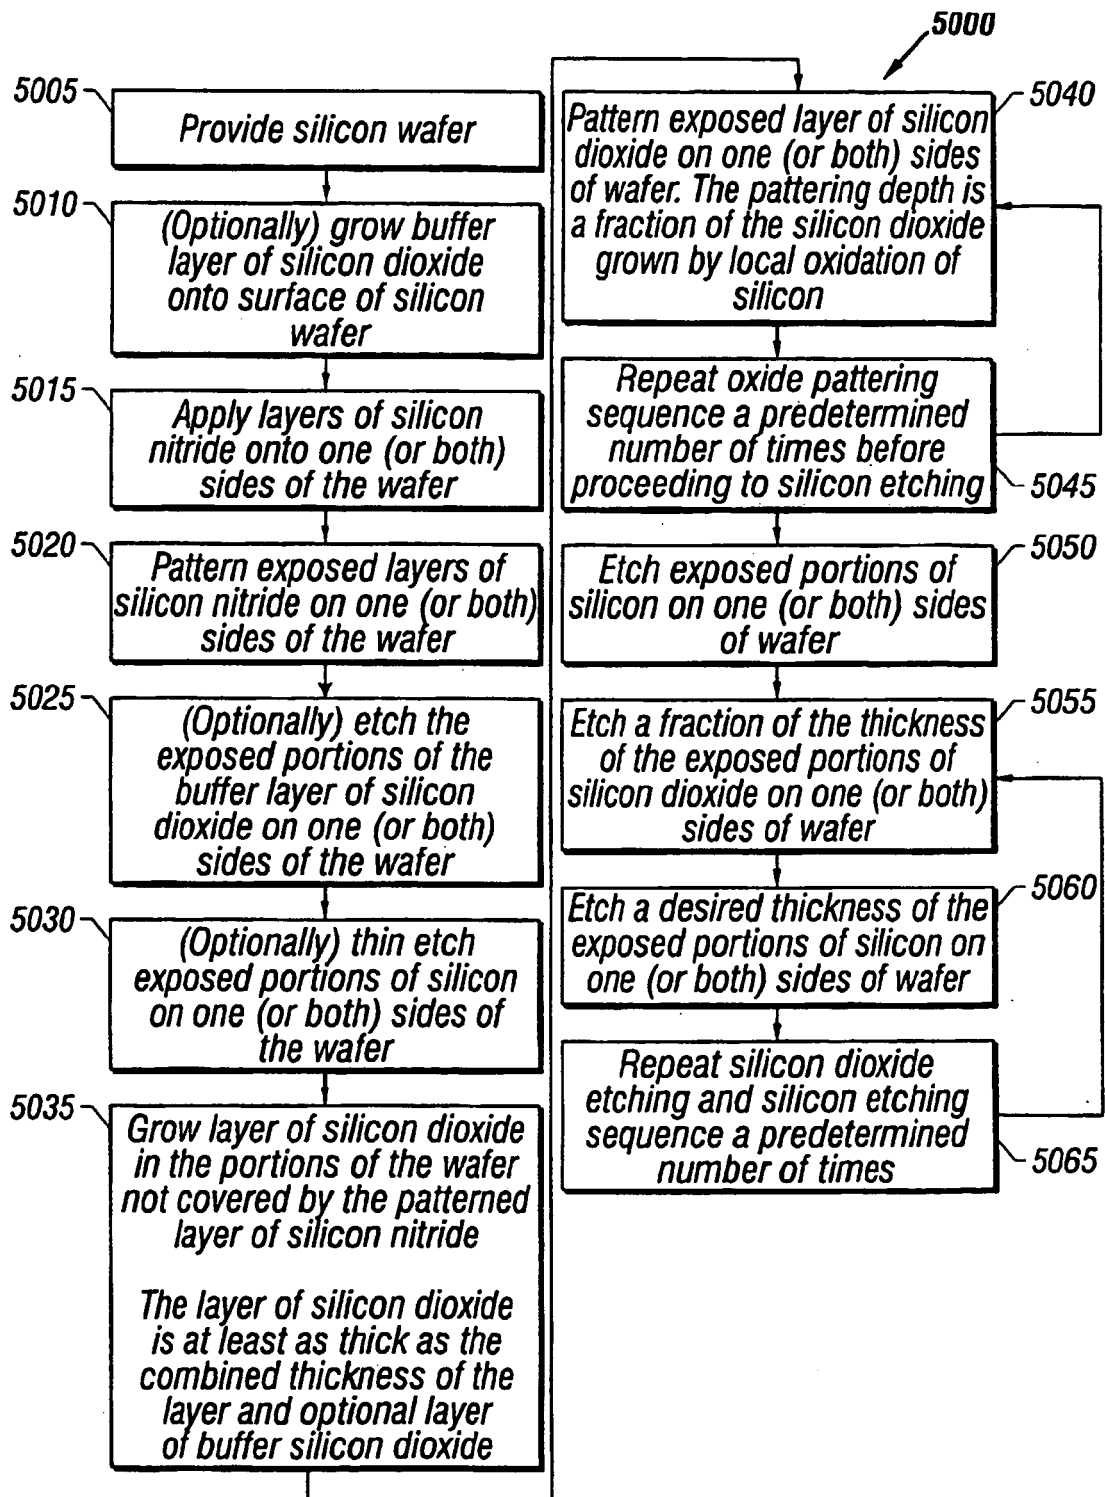 5000
5005
Provide silicon wafer
5010
(Optionally) grow buffer
layer of silicon dioxide
onto surface of silicon
wafer
5015
Apply layers of silicon
nitride onto one (or both)
sides of the wafer
5020
Pattern exposed layers of
silicon nitride on one (or both)
sides of the wafer
5025
(Optionally) etch the
exposed portions of the
buffer layer of silicon
dioxide on one (or both)
sides of the wafer
5030
(Optionally) thin etch
exposed portions of silicon
on one (or both) sides of
the wafer
5035
Grow layer of silicon dioxide
in the portions of the wafer
not covered by the patterned
layer of silicon nitride
The layer of silicon dioxide
is at least as thick as the
combined thickness of the
layer and optional layer
of buffer silicon dioxide
5040
Pattern exposed layer of silicon
dioxide on one (or both) sides
of wafer. The pattering depth is
a fraction of the silicon dioxide
grown by local oxidation of
silicon
Repeat oxide pattering
sequence a predetermined
number of times before
proceeding to silicon etching
5045
5050
Etch exposed portions of
silicon on one (or both) sides
of wafer
5055
Etch a fraction of the thickness
of the exposed portions of
silicon dioxide on one (or both)
sides of wafer
5060
Etch a desired thickness of the
exposed portions of silicon on
one (or both) sides of wafer
Repeat silicon dioxide
etching and silicon etching
sequence a predetermined
number of times
5065